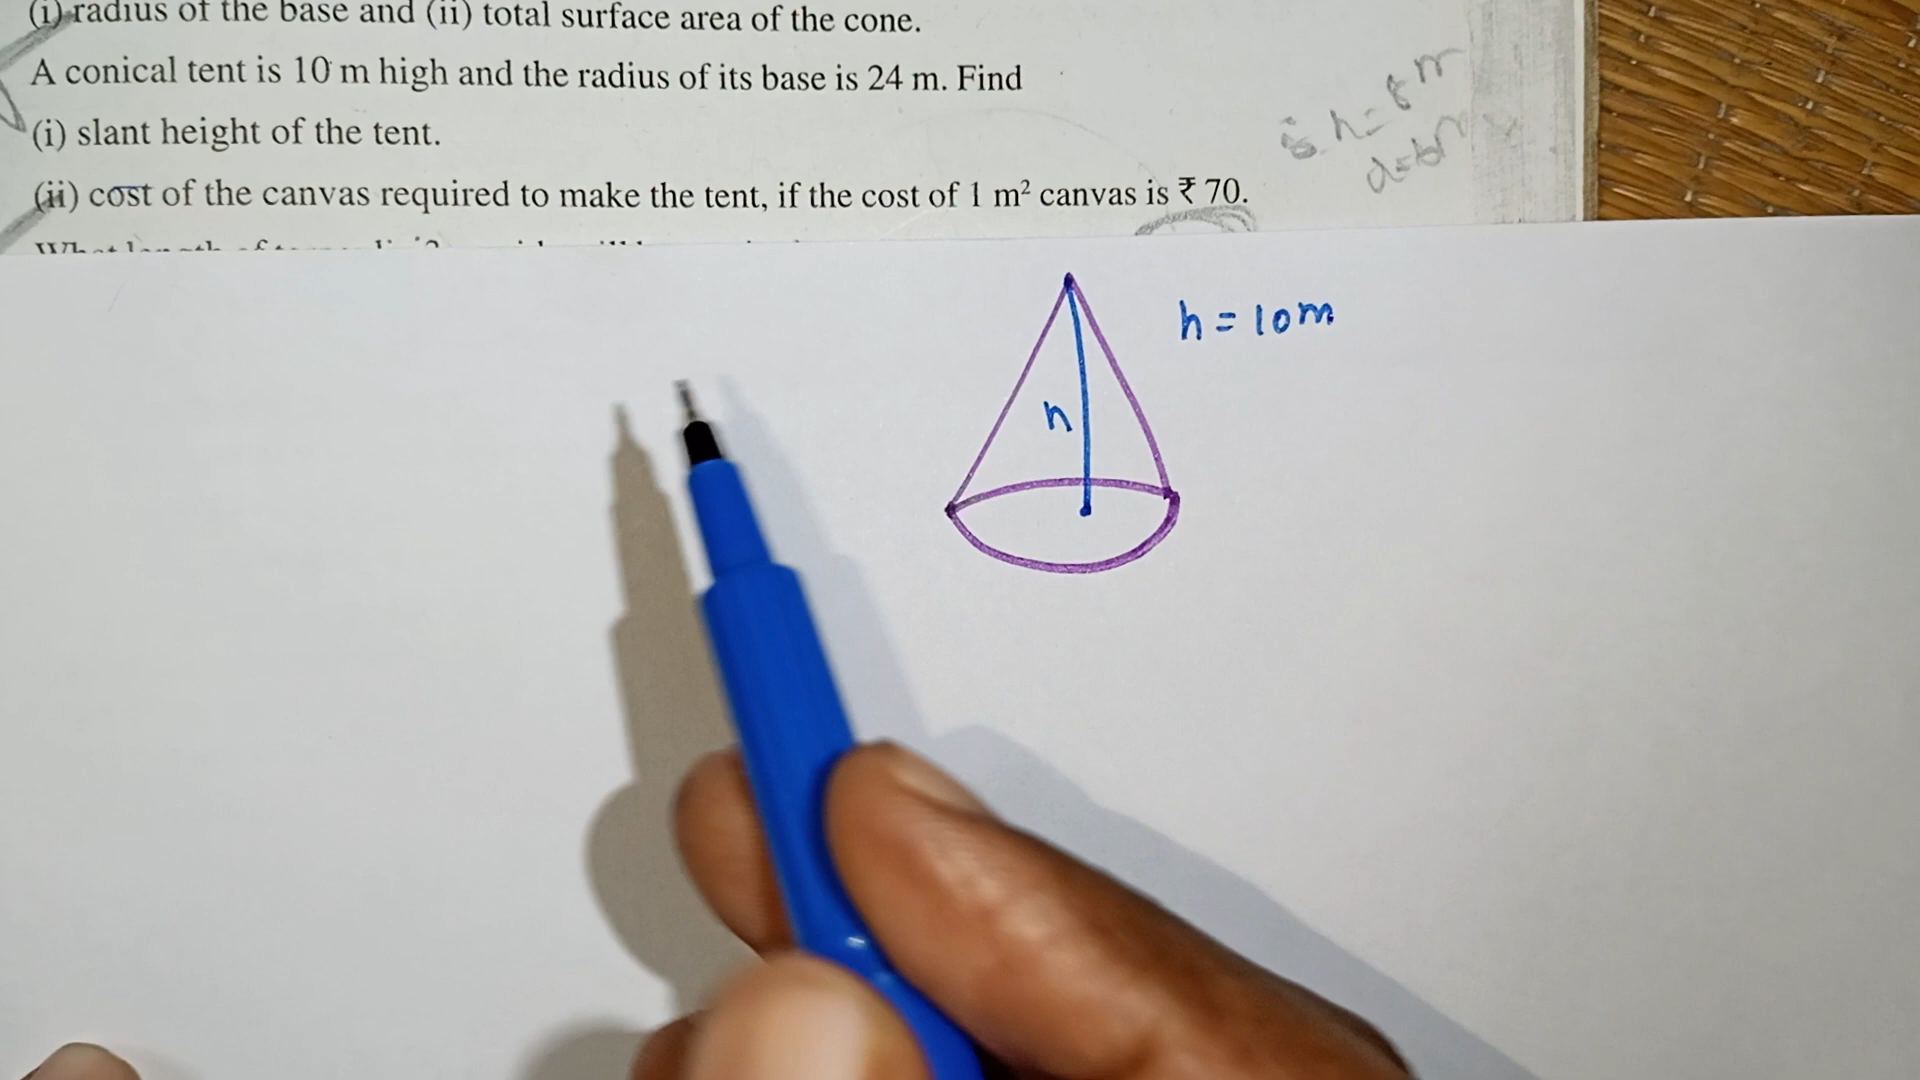 (i) radius of the base and (ii) total surface area of the cone.
A conical tent is 10 m high and the radius of its base is 24 m. Find
(i) slant height of the tent.
(ii) cost of the canvas required to make the tent, if the cost of 1 m² canvas is ₹ 70.
h = 8 m
h = 10 m
h